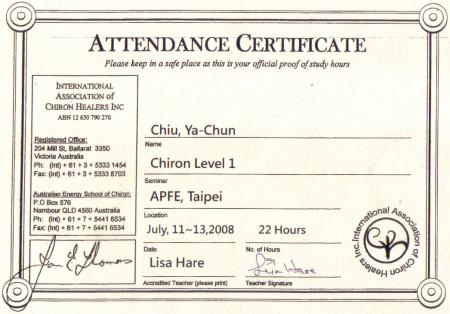 ATTENDANCE CERTIFICATE
Please keep in a safe place as this is your official proof of study hours
INTERNATIONAL
ASSOCIATION OF
CHIRON HEALERS INC
ABN 12 650 790 270
Registered Office:
204 Mill St, Ballarat 3350
Victoria Australia
Ph: (Int) + 61 + 3 + 5333 1454
Fax: (Int) + 61 + 3 + 5333 8703
Australian Energy School of Chiron:
P.O Box 576
Nambour QLD 4560 Australia
Ph: (Int) + 61 + 7 + 5441 6534
Fax: (Int) + 61 + 7 + 5441 6534
Chiu, Ya-Chun
Name
Chiron Level 1
Seminar
APFE, Taipei
Location
July, 11~13,2008 22 Hours
Date No. of Hours
Lisa Hare Lisa Hare
Accredited Teacher (please print) Teacher Signature
International Association of Chiron Healers Inc.